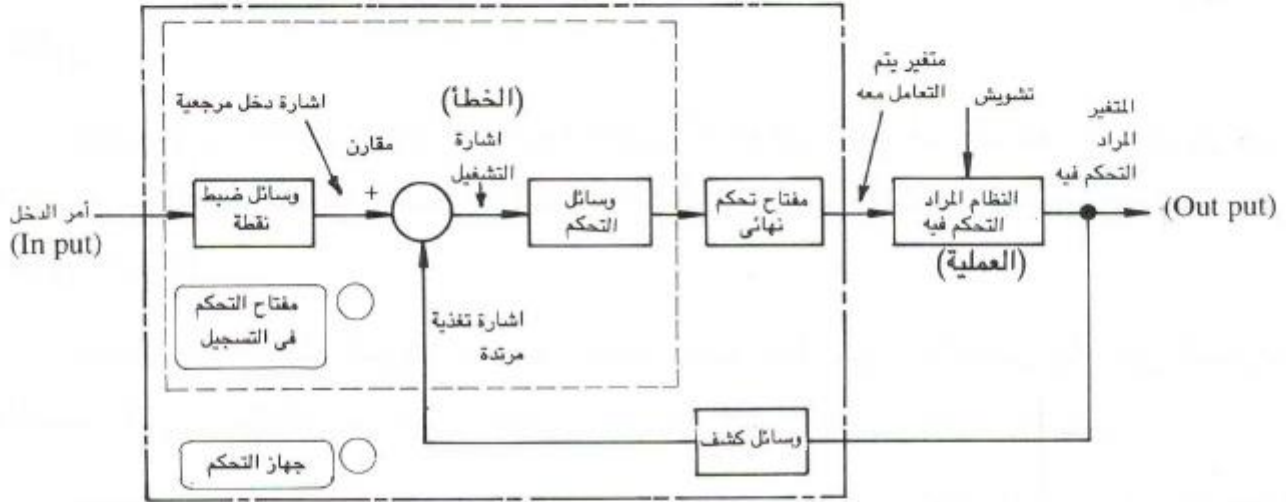 أمر الدخل
(In put)
وسائل ضبط
نقطة
اشارة دخل مرجعية
مقارن
+
(الخطأ)
اشارة
التشغيل
وسائل
التحكم
مفتاح تحكم
نهائى
متغير يتم
التعامل معه
تشويش
النظام المراد
التحكم فيه
(العملية)
المتغير
المراد
التحكم فيه
(Out put)
مفتاح التحكم
فى التسجيل
اشارة تغذية
مرتدة
وسائل كشف
جهاز التحكم